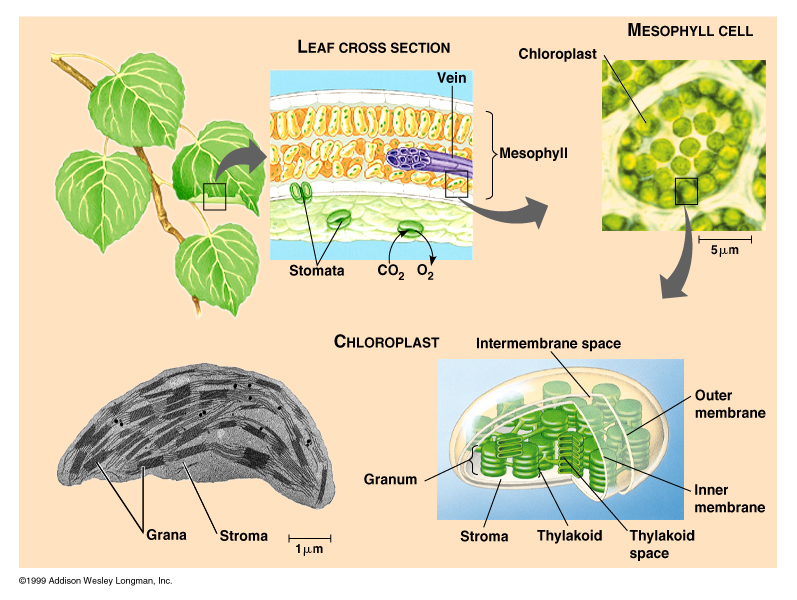 LEAF CROSS SECTION
MESOPHYLL CELL
Chloroplast
Vein
Mesophyll
Stomata
CO2
O2
5 µm
CHLOROPLAST
Intermembrane space
Outer
membrane
Granum
Inner
membrane
Grana
Stroma
1 µm
Stroma
Thylakoid
Thylakoid
space
©1999 Addison Wesley Longman, Inc.